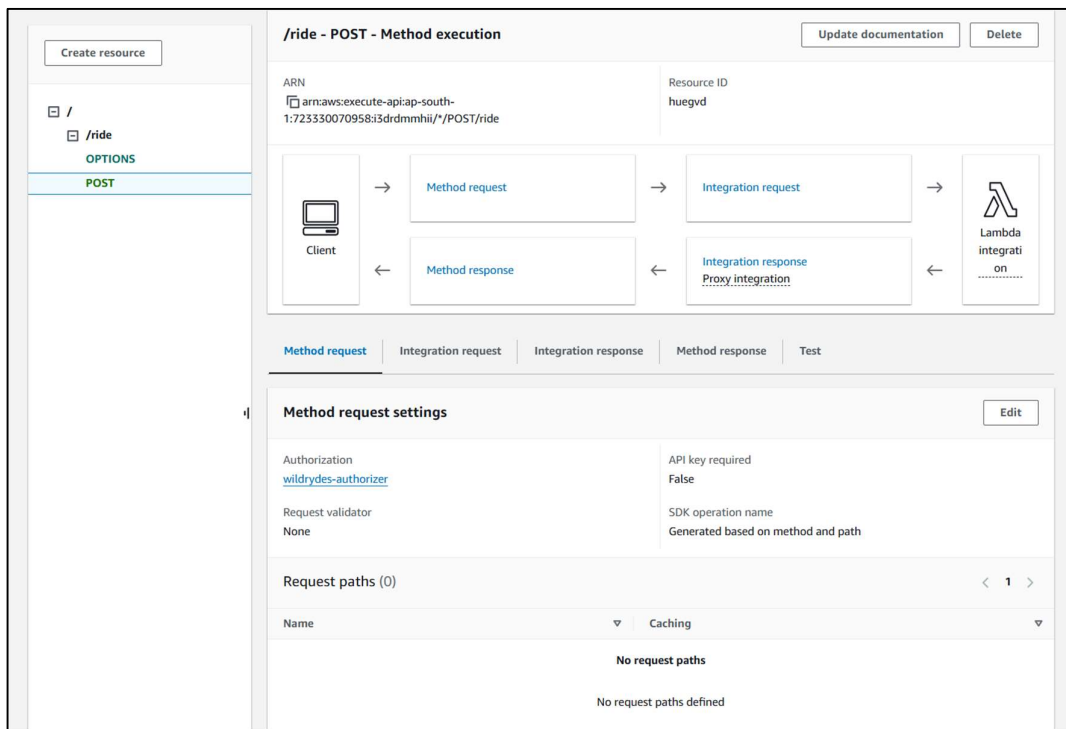 Create resource
/
/ride
OPTIONS
POST
/ride - POST - Method execution
Update documentation
Delete
ARN
arn:aws:execute-api:ap-south-
1:723330070958:i3drdmmhii/*/POST/ride
Resource ID
huegvd
Client
Method request
Integration request
Method response
Integration response
Proxy integration
Lambda
integrati
on
Method request
Integration request
Integration response
Method response
Test
Method request settings
Edit
Authorization
wildrydes-authorizer
API key required
False
Request validator
None
SDK operation name
Generated based on method and path
Request paths (0)
1
Name
Caching
No request paths
No request paths defined